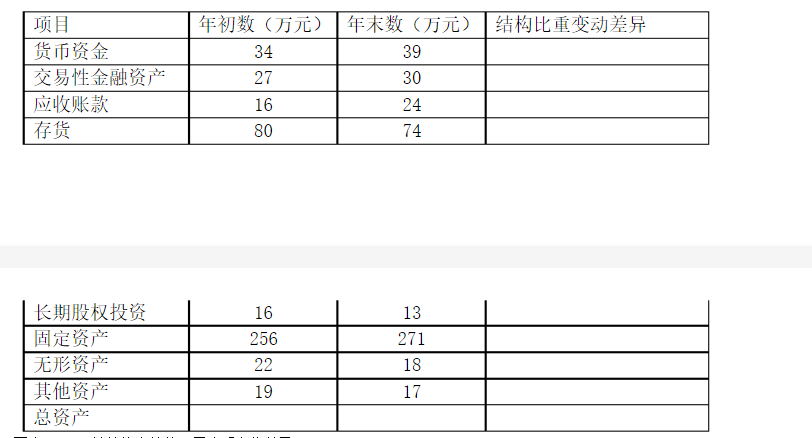 项目 年初数（万元） 年末数（万元） 结构比重变动差异
货币资金 34 39
交易性金融资产 27 30
应收账款 16 24
存货 80 74
长期股权投资 16 13
固定资产 256 271
无形资产 22 18
其他资产 19 17
总资产